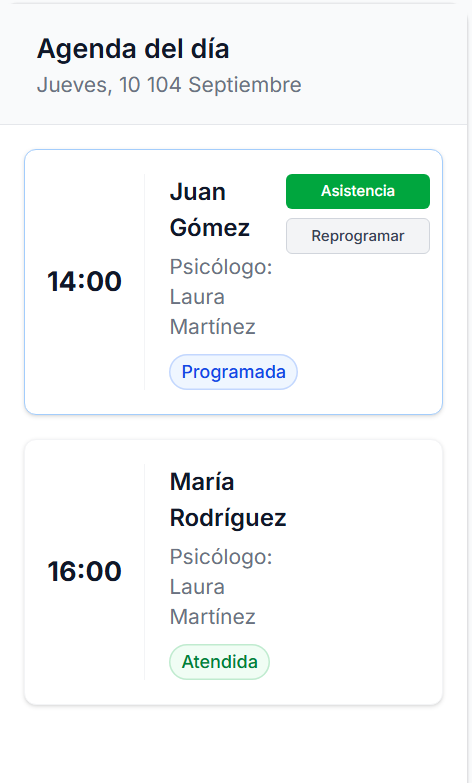 Agenda del día
Jueves, 10 104 Septiembre
14:00
Juan
Gómez
Psicólogo:
Laura
Martínez
Programada
Asistencia
Reprogramar
16:00
María
Rodríguez
Psicólogo:
Laura
Martínez
Atendida